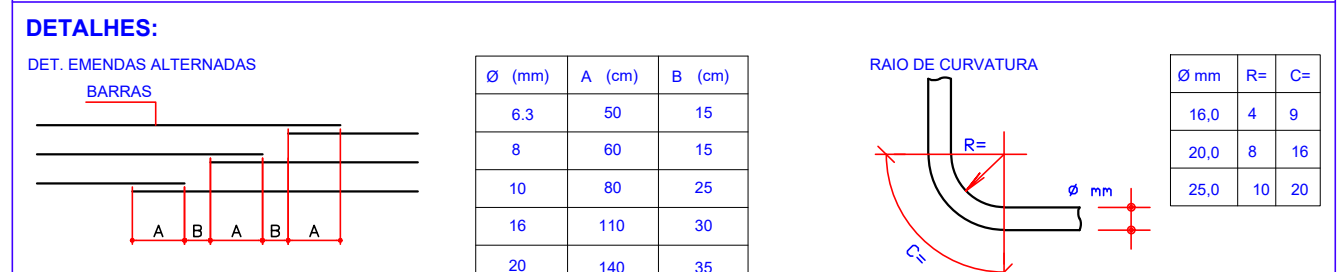 DETALHES:
DET. EMENDAS ALTERNADAS
BARRAS
A B A B A
Ø (mm) A (cm) B (cm)
6.3 50 15
8 60 15
10 80 25
16 110 30
20 140 35
RAIO DE CURVATURA
R=
Ø mm
C=
Ø mm R= C=
16,0 4 9
20,0 8 16
25,0 10 20